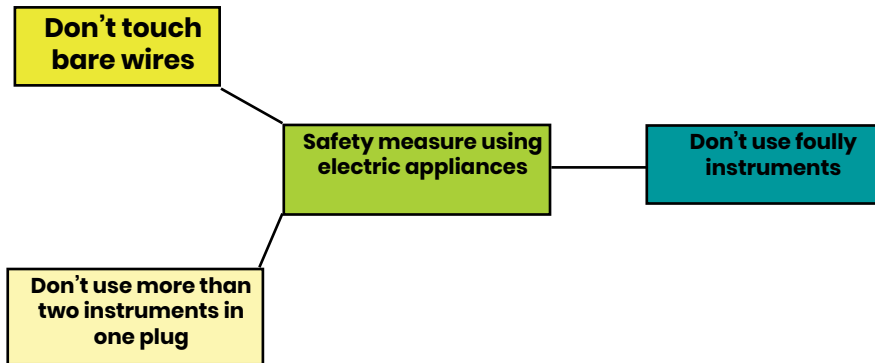 Don't touch
bare wires
Safety measure using
electric appliances
Don't use foully
instruments
Don't use more than
two instruments in
one plug